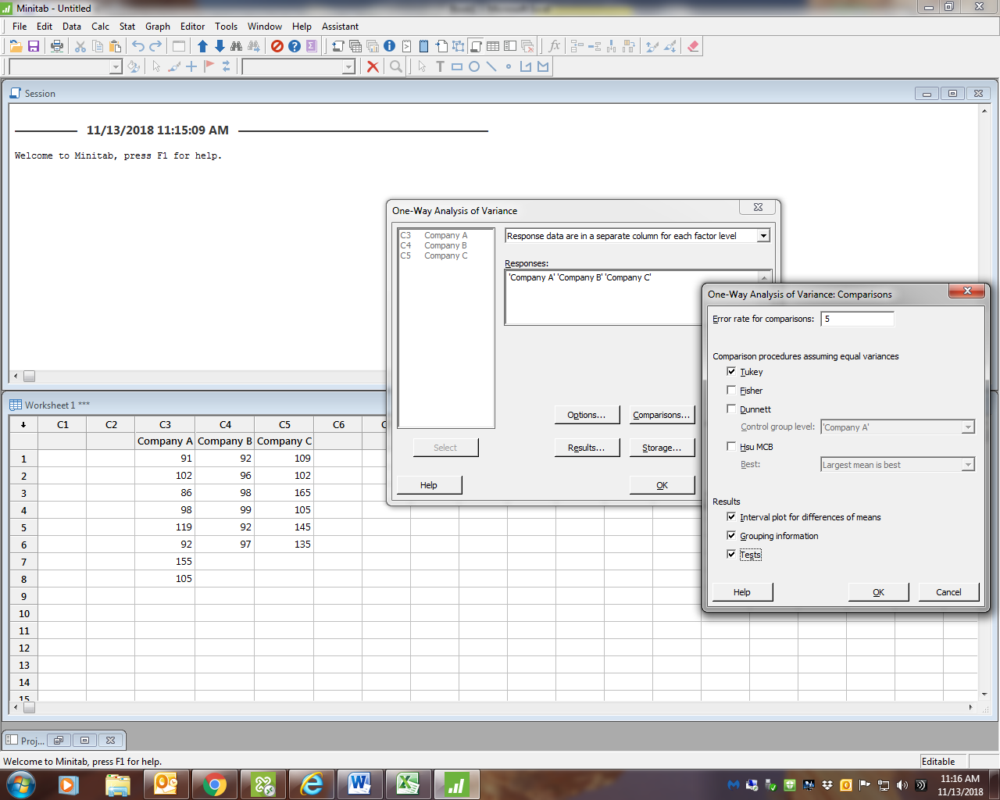 Minitab - Untitled
File Edit Data Calc Stat Graph Editor Tools Window Help Assistant
Session
11/13/2018 11:15:09 AM
Welcome to Minitab, press F1 for help.
One-Way Analysis of Variance
C3 Company A
C4 Company B
C5 Company C
Response data are in a separate column for each factor level
Responses:
'Company A' 'Company B' 'Company C'
Options... Comparisons...
Select Results... Storage...
Help OK
One-Way Analysis of Variance: Comparisons
Error rate for comparisons: 5
Comparison procedures assuming equal variances
Tukey
Fisher
Dunnett
Control group level: 'Company A'
Hsu MCB
Best: Largest mean is best
Results
Interval plot for differences of means
Grouping information
Tests
Help OK Cancel
Worksheet 1 ***
C1 C2 C3 C4 C5 C6
Company A Company B Company C
1 91 92 109
2 102 96 102
3 86 98 165
4 98 99 105
5 119 92 145
6 92 97 135
7 155
8 105
9
10
11
12
13
14
15
Proj...
Welcome to Minitab, press F1 for help.
Editable
11:16 AM
11/13/2018